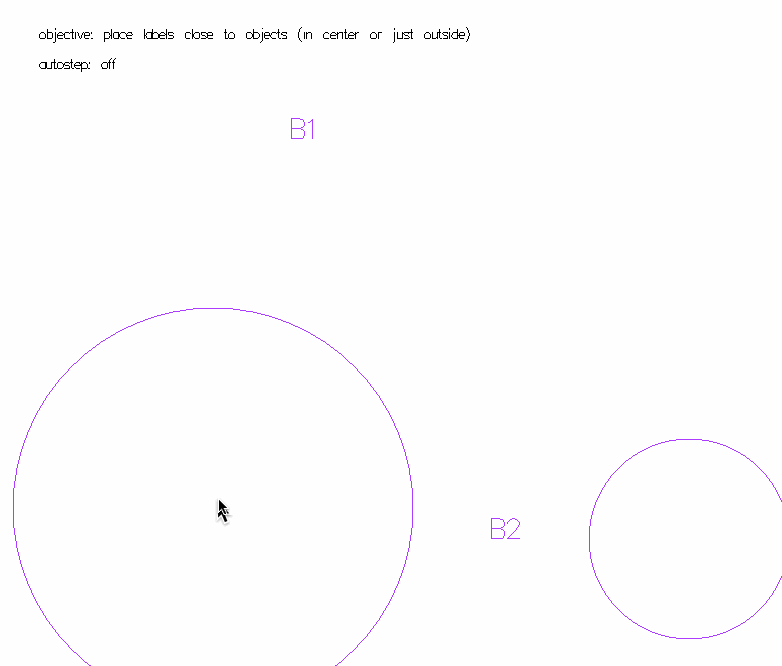 objective: place labels close to objects (in center or just outside)
autostep: off
B1
B2